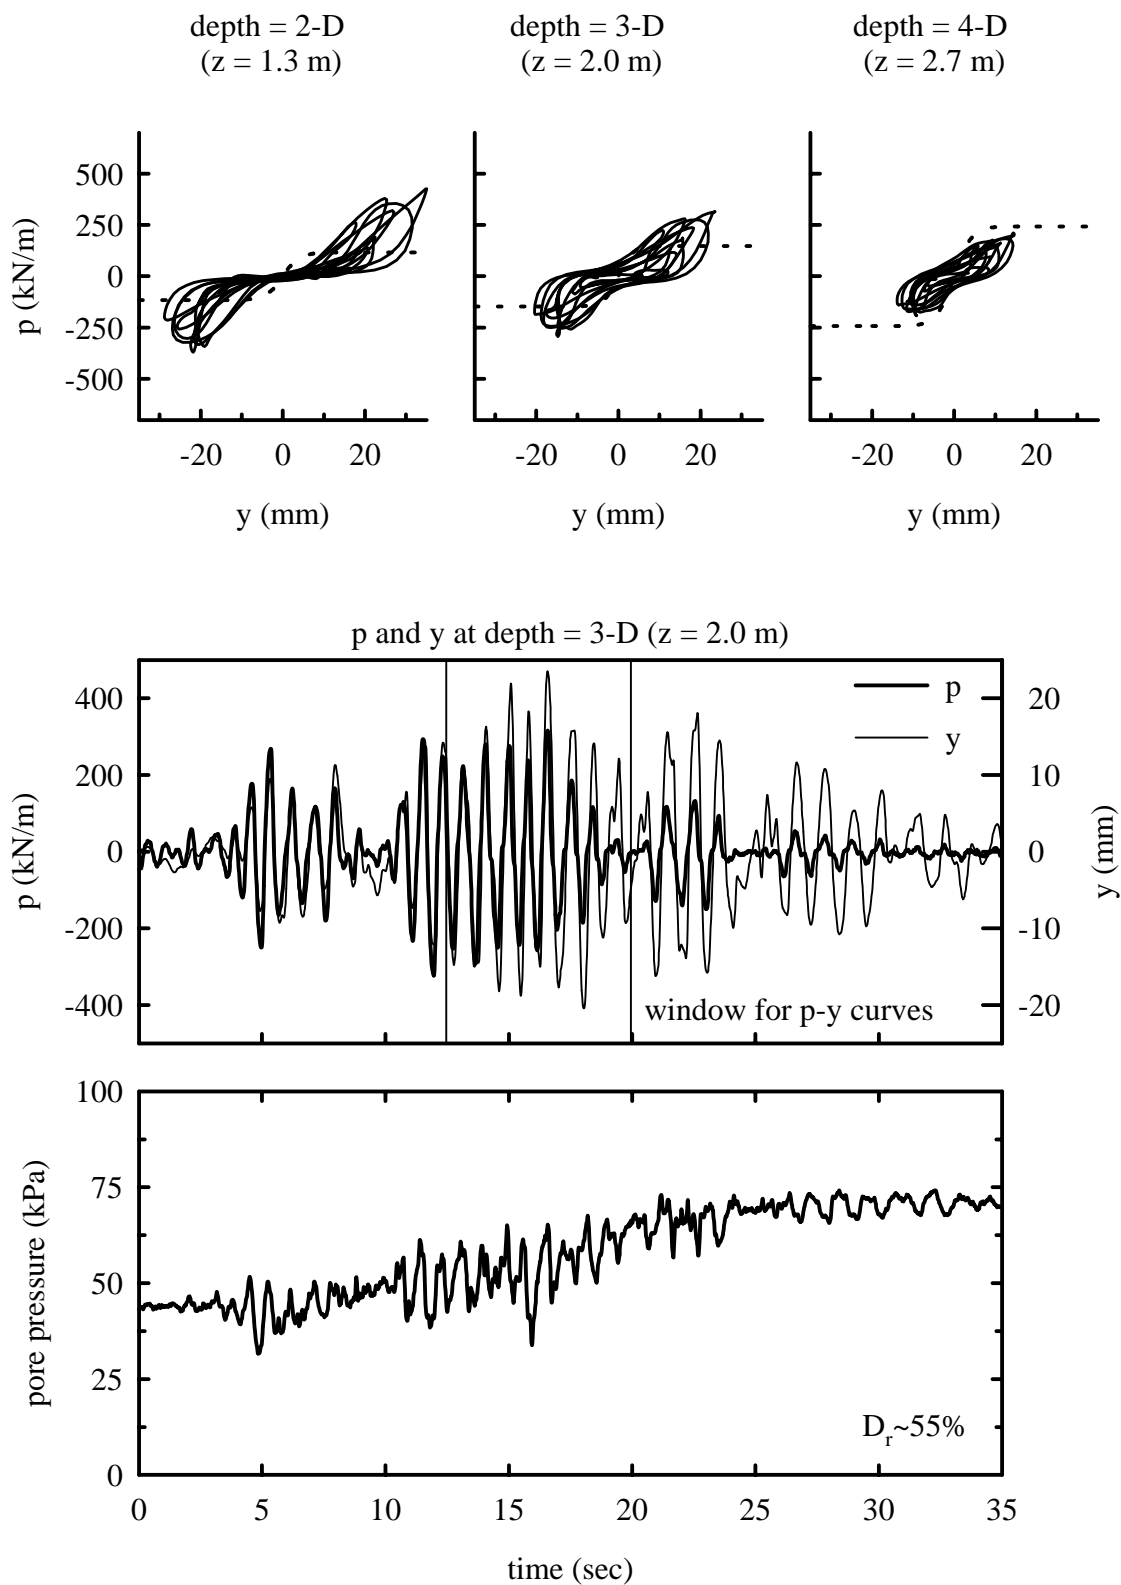 depth = 2-D
(z = 1.3 m)
depth = 3-D
(z = 2.0 m)
depth = 4-D
(z = 2.7 m)
p (kN/m)
500
250
0
-250
-500
-20 0 20
-20 0 20
-20 0 20
y (mm)
y (mm)
y (mm)
p and y at depth = 3-D (z = 2.0 m)
p (kN/m)
400
200
0
-200
-400
p
y
window for p-y curves
20
10
0
-10
-20
y (mm)
pore pressure (kPa)
100
75
50
25
0
Dr~55%
0 5 10 15 20 25 30 35
time (sec)